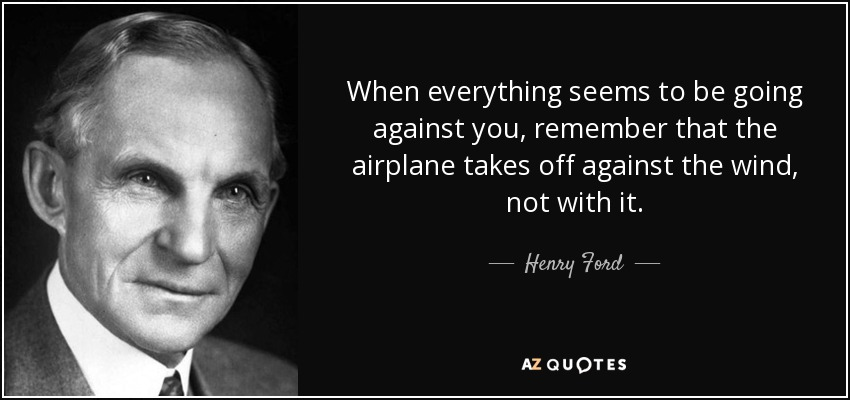 When everything seems to be going
against you, remember that the
airplane takes off against the wind,
not with it.
Henry Ford
AZ QUOTES